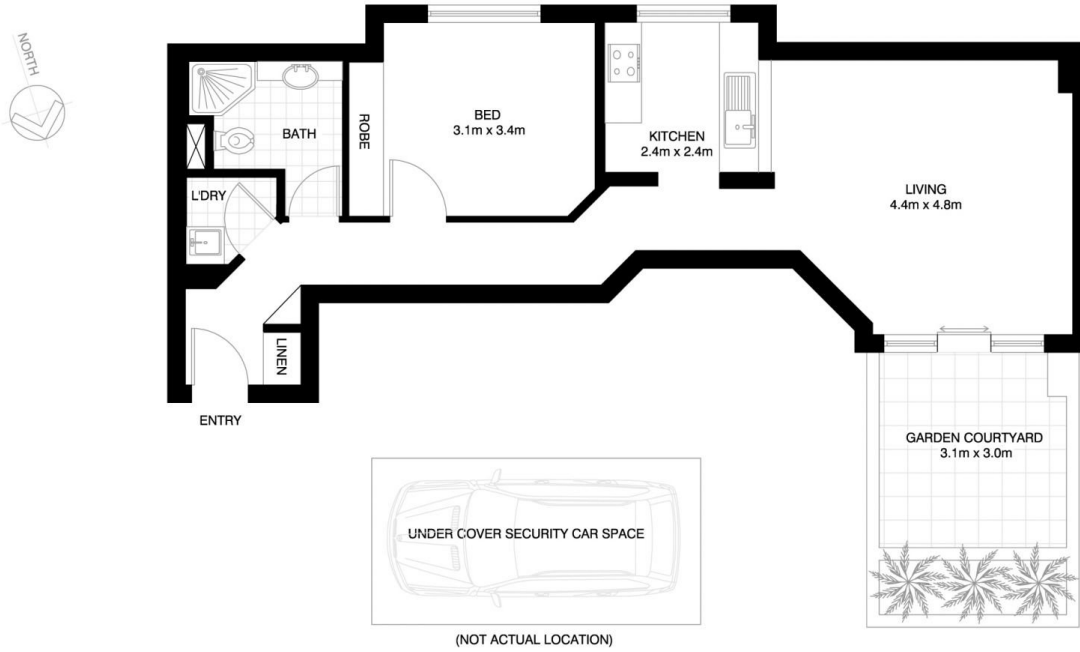 NORTH
BATH
ROBE
BED
3.1m x 3.4m
KITCHEN
2.4m x 2.4m
L'DRY
LIVING
4.4m x 4.8m
LINEN
ENTRY
GARDEN COURTYARD
3.1m x 3.0m
UNDER COVER SECURITY CAR SPACE
(NOT ACTUAL LOCATION)